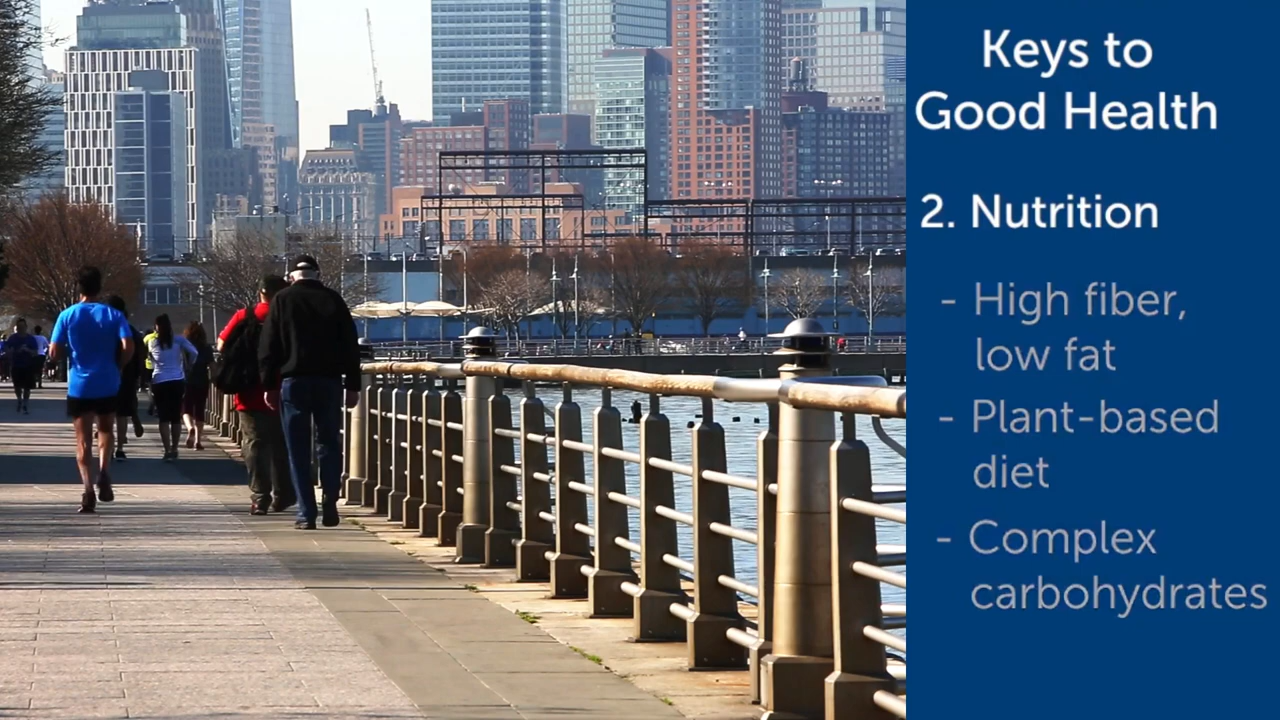 Keys to
Good Health
2. Nutrition
- High fiber,
low fat
- Plant-based
diet
- Complex
carbohydrates